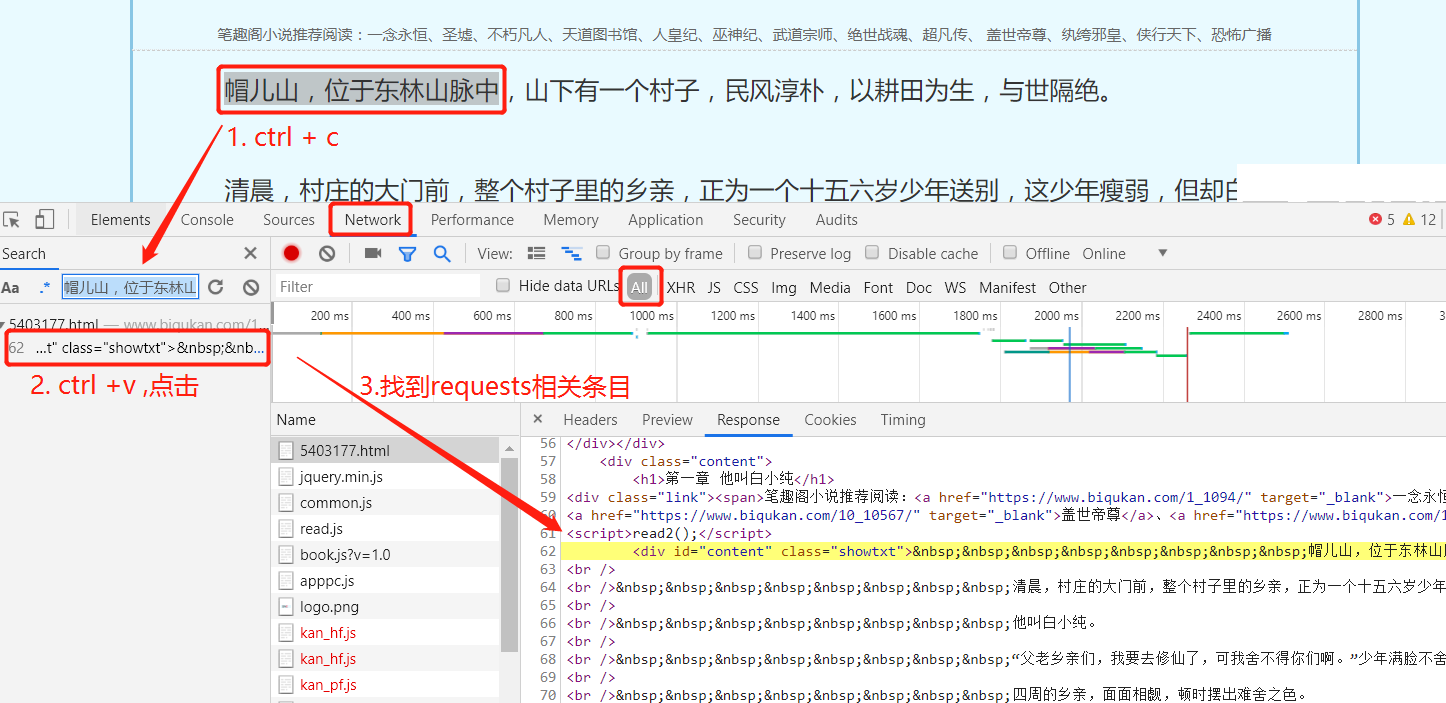 笔趣阁小说推荐阅读：一念永恒、圣墟、不朽凡人、天道图书馆、人皇纪、巫神纪、武道宗师、绝世战魂、超凡传、 盖世帝尊、纨绔邪皇、侠行天下、恐怖广播
帽儿山，位于东林山脉中，山下有一个村子，民风淳朴，以耕田为生，与世隔绝。
1. ctrl + c
清晨，村庄的大门前，整个村子里的乡亲，正为一个十五六岁少年送别，这少年瘦弱，但却白
Elements Console Sources Network Performance Memory Application Security Audits 5 12
Search View: Group by frame Preserve log Disable cache Offline Online
Aa .* 帽儿山，位于东林山 Filter Hide data URLs All XHR JS CSS Img Media Font Doc WS Manifest Other
5403177.html — www.biqukan.com/1...
200 ms 400 ms 600 ms 800 ms 1000 ms 1200 ms 1400 ms 1600 ms 1800 ms 2000 ms 2200 ms 2400 ms 2600 ms 2800 ms 3
62 ...t" class="showtxt">&nbsp;&nb...
2. ctrl +v ,点击
3.找到requests相关条目
Name
5403177.html
jquery.min.js
common.js
read.js
book.js?v=1.0
apppc.js
logo.png
kan_hf.js
kan_hf.js
kan_pf.js
Headers Preview Response Cookies Timing
56 </div></div>
57 <div class="content">
58 <h1>第一章 他叫白小纯</h1>
59 <div class="link"><span>笔趣阁小说推荐阅读：<a href="https://www.biqukan.com/1_1094/" target="_blank">一念永恒
60 <a href="https://www.biqukan.com/10_10567/" target="_blank">盖世帝尊</a>、<a href="https://www.biqukan.com/1
61 <script>read2();</script>
62 <div id="content" class="showtxt">&nbsp;&nbsp;&nbsp;&nbsp;&nbsp;&nbsp;&nbsp;&nbsp;帽儿山，位于东林山脉
63 <br />
64 <br />&nbsp;&nbsp;&nbsp;&nbsp;&nbsp;&nbsp;&nbsp;&nbsp;清晨，村庄的大门前，整个村子里的乡亲，正为一个十五六岁少年
65 <br />
66 <br />&nbsp;&nbsp;&nbsp;&nbsp;&nbsp;&nbsp;&nbsp;&nbsp;他叫白小纯。
67 <br />
68 <br />&nbsp;&nbsp;&nbsp;&nbsp;&nbsp;&nbsp;&nbsp;&nbsp;“父老乡亲们，我要去修仙了，可我舍不得你们啊。”少年满脸不舍
69 <br />
70 <br />&nbsp;&nbsp;&nbsp;&nbsp;&nbsp;&nbsp;&nbsp;&nbsp;四周的乡亲，面面相觑，顿时摆出难舍之色。